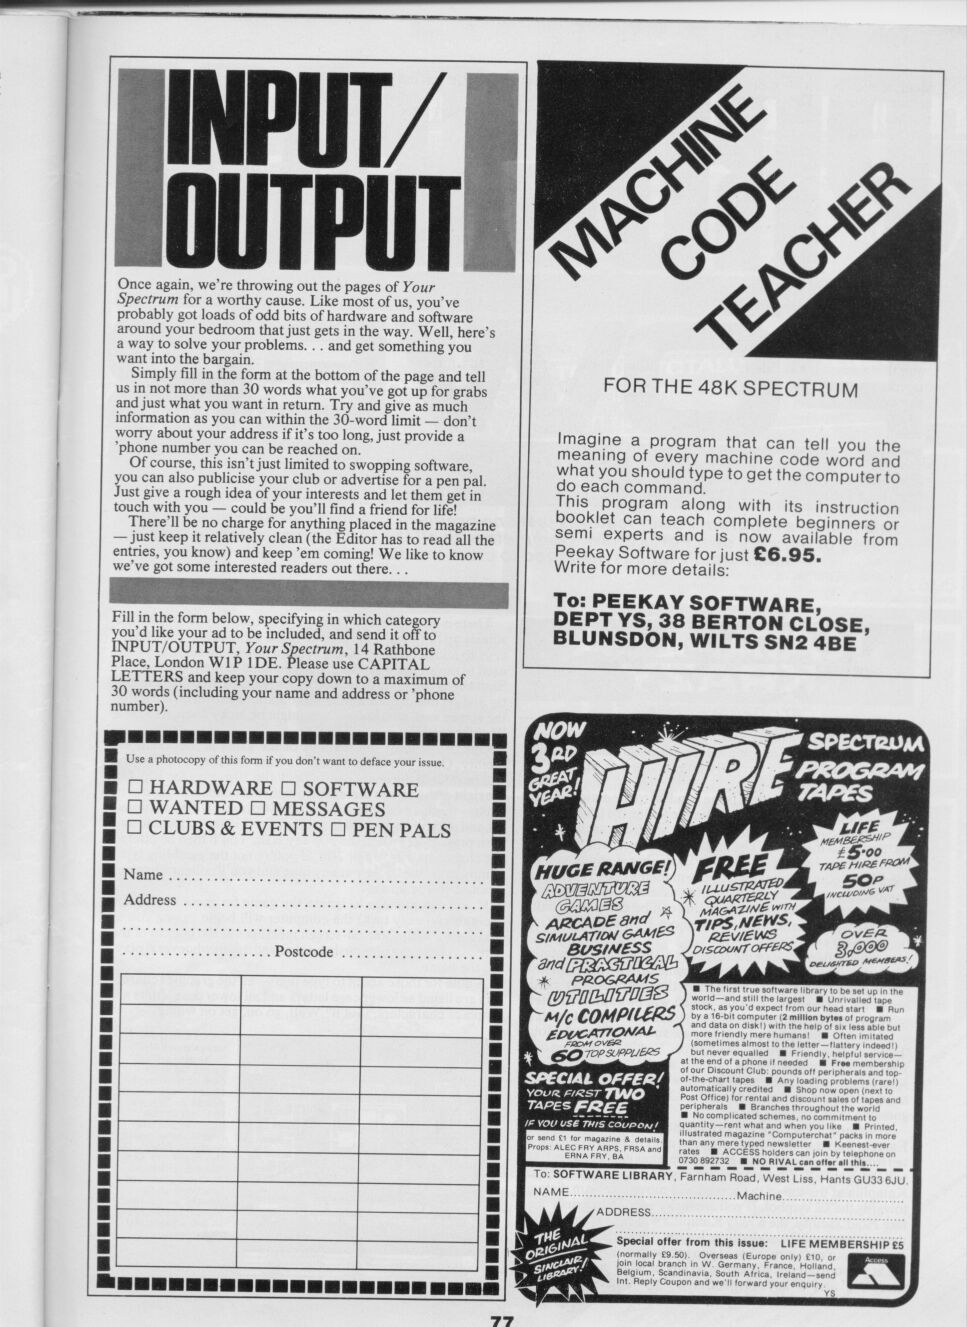 INPUT/
OUTPUT
Once again, we're throwing out the pages of Your
Spectrum for a worthy cause. Like most of us, you've
probably got loads of odd bits of hardware and software
around your bedroom that just gets in the way. Well, here's
a way to solve your problems. . . and get something you
want into the bargain.
Simply fill in the form at the bottom of the page and tell
us in not more than 30 words what you've got up for grabs
and just what you want in return. Try and give as much
information as you can within the 30-word limit — don't
worry about your address if it's too long, just provide a
'phone number you can be reached on.
Of course, this isn't just limited to swopping software,
you can also publicise your club or advertise for a pen pal.
Just give a rough idea of your interests and let them get in
touch with you — could be you'll find a friend for life!
There'll be no charge for anything placed in the magazine
— just keep it relatively clean (the Editor has to read all the
entries, you know) and keep 'em coming! We like to know
we've got some interested readers out there. . .
Fill in the form below, specifying in which category
you'd like your ad to be included, and send it off to
INPUT/OUTPUT, Your Spectrum, 14 Rathbone
Place, London W1P 1DE. Please use CAPITAL
LETTERS and keep your copy down to a maximum of
30 words (including your name and address or 'phone
number).
Use a photocopy of this form if you don't want to deface your issue.
☐ HARDWARE ☐ SOFTWARE
☐ WANTED ☐ MESSAGES
☐ CLUBS & EVENTS ☐ PEN PALS
Name
Address
Postcode
MACHINE
CODE
TEACHER
FOR THE 48K SPECTRUM
Imagine a program that can tell you the
meaning of every machine code word and
what you should type to get the computer to
do each command.
This program along with its instruction
booklet can teach complete beginners or
semi experts and is now available from
Peekay Software for just £6.95.
Write for more details:
To: PEEKAY SOFTWARE,
DEPT YS, 38 BERTON CLOSE,
BLUNSDON, WILTS SN2 4BE
NOW
3RD
GREAT
YEAR!
HIRE
SPECTRUM
PROGRAM
TAPES
LIFE
MEMBERSHIP
£5·00
TAPE HIRE FROM
50P
INCLUDING VAT
HUGE RANGE!
ADVENTURE
GAMES
ARCADE and
SIMULATION GAMES
BUSINESS
and PRACTICAL
PROGRAMS
UTILITIES
M/C COMPILERS
EDUCATIONAL
FROM OVER
60 TOP SUPPLIERS
FREE
ILLUSTRATED
QUARTERLY
MAGAZINE WITH
TIPS, NEWS,
REVIEWS
DISCOUNT OFFERS
OVER
3,000
DELIGHTED MEMBERS!
SPECIAL OFFER!
YOUR FIRST TWO
TAPES FREE
IF YOU USE THIS COUPON!
or send £1 for magazine & details.
Props: ALEC FRY ARPS, FRSA and
ERNA FRY, BA
■ The first true software library to be set up in the
world—and still the largest ■ Unrivalled tape
stock, as you'd expect from our head start ■ Run
by a 16-bit computer (2 million bytes of program
and data on disk!) with the help of six less able but
more friendly mere humans! ■ Often imitated
(sometimes almost to the letter—flattery indeed!)
but never equalled ■ Friendly, helpful service—
at the end of a phone if needed ■ Free membership
of our Discount Club: pounds off peripherals and top-
of-the-chart tapes ■ Any loading problems (rare!)
automatically credited ■ Shop now open (next to
Post Office) for rental and discount sales of tapes and
peripherals ■ Branches throughout the world
■ No complicated schemes, no commitment to
quantity—rent what and when you like ■ Printed,
illustrated magazine "Computerchat" packs in more
than any mere typed newsletter ■ Keenest-ever
rates ■ ACCESS holders can join by telephone on
0730 892732 ■ NO RIVAL can offer all this....
To: SOFTWARE LIBRARY, Farnham Road, West Liss, Hants GU33 6JU.
NAME Machine
ADDRESS
THE
ORIGINAL
SINCLAIR
LIBRARY!
Special offer from this issue: LIFE MEMBERSHIP £5
(normally £9.50). Overseas (Europe only) £10, or
join local branch in W. Germany, France, Holland,
Belgium, Scandinavia, South Africa, Ireland—send
Int. Reply Coupon and we'll forward your enquiry.
YS
Access
77